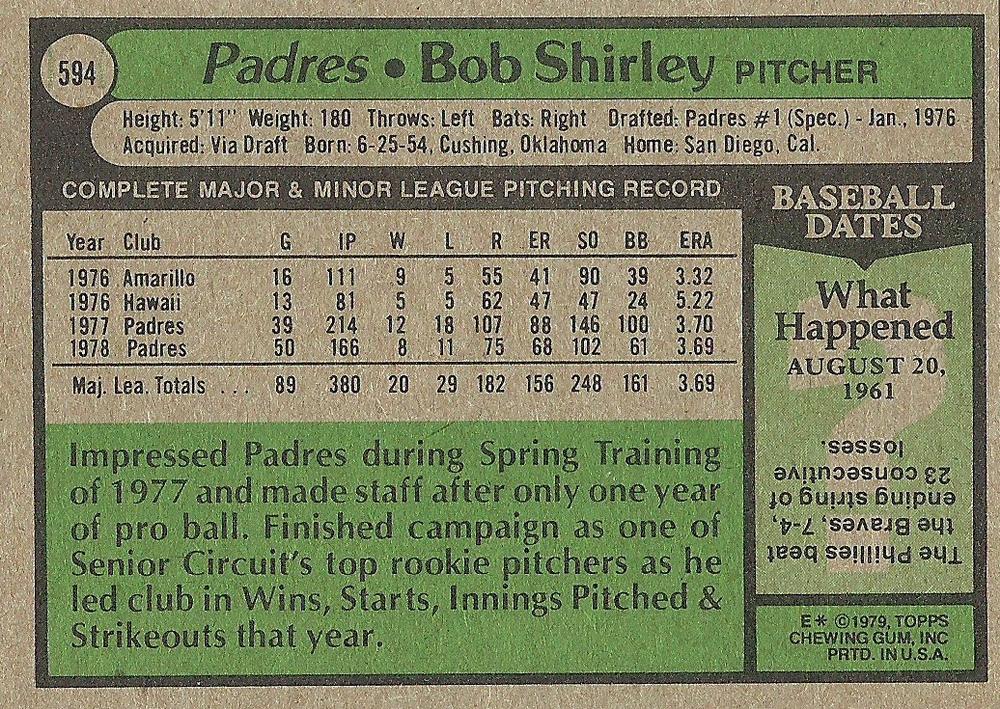 594
Padres • Bob Shirley PITCHER
Height: 5'11" Weight: 180 Throws: Left Bats: Right Drafted: Padres #1 (Spec.) - Jan., 1976
Acquired: Via Draft Born: 6-25-54, Cushing, Oklahoma Home: San Diego, Cal.
COMPLETE MAJOR & MINOR LEAGUE PITCHING RECORD
Year Club G IP W L R ER SO BB ERA
1976 Amarillo 16 111 9 5 55 41 90 39 3.32
1976 Hawaii 13 81 5 5 62 47 47 24 5.22
1977 Padres 39 214 12 18 107 88 146 100 3.70
1978 Padres 50 166 8 11 75 68 102 61 3.69
Maj. Lea. Totals ... 89 380 20 29 182 156 248 161 3.69
Impressed Padres during Spring Training
of 1977 and made staff after only one year
of pro ball. Finished campaign as one of
Senior Circuit's top rookie pitchers as he
led club in Wins, Starts, Innings Pitched &
Strikeouts that year.
BASEBALL
DATES
What
Happened
AUGUST 20,
1961
The Phillies beat
the Braves, 7-4,
ending string of
23 consecutive
losses.
E* ©1979, TOPPS
CHEWING GUM, INC
PRTD. IN U.S.A.